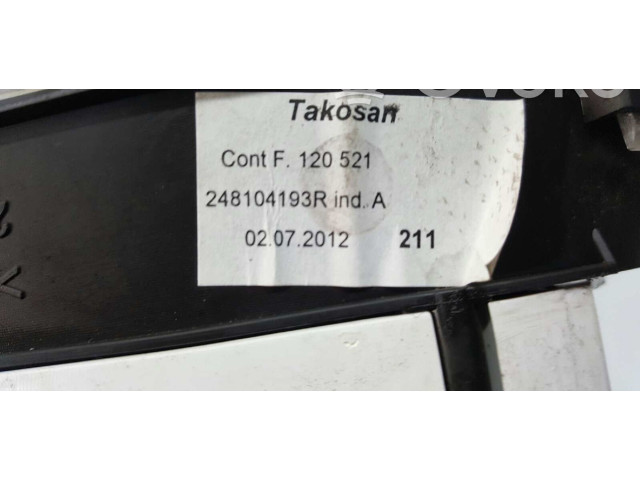 Takosan
Cont F. 120 521
248104193R ind. A
02.07.2012 211